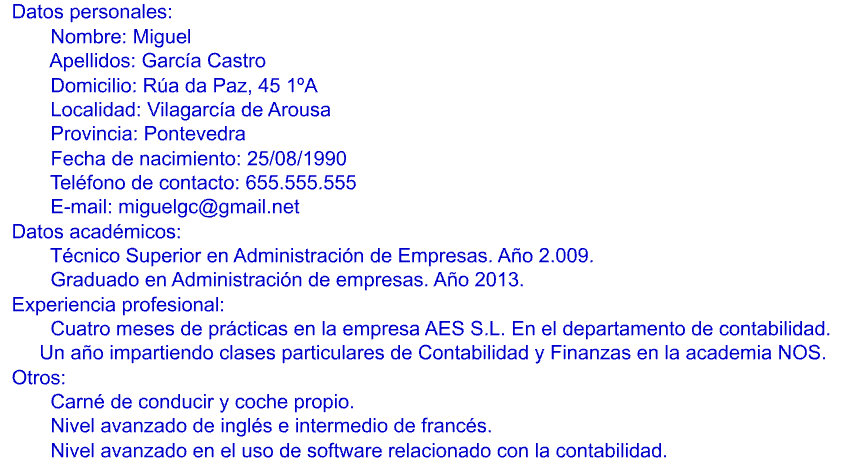 Datos personales:
Nombre: Miguel
Apellidos: García Castro
Domicilio: Rúa da Paz, 45 1ºA
Localidad: Vilagarcía de Arousa
Provincia: Pontevedra
Fecha de nacimiento: 25/08/1990
Teléfono de contacto: 655.555.555
E-mail: miguelgc@gmail.net
Datos académicos:
Técnico Superior en Administración de Empresas. Año 2.009.
Graduado en Administración de empresas. Año 2013.
Experiencia profesional:
Cuatro meses de prácticas en la empresa AES S.L. En el departamento de contabilidad.
Un año impartiendo clases particulares de Contabilidad y Finanzas en la academia NOS.
Otros:
Carné de conducir y coche propio.
Nivel avanzado de inglés e intermedio de francés.
Nivel avanzado en el uso de software relacionado con la contabilidad.